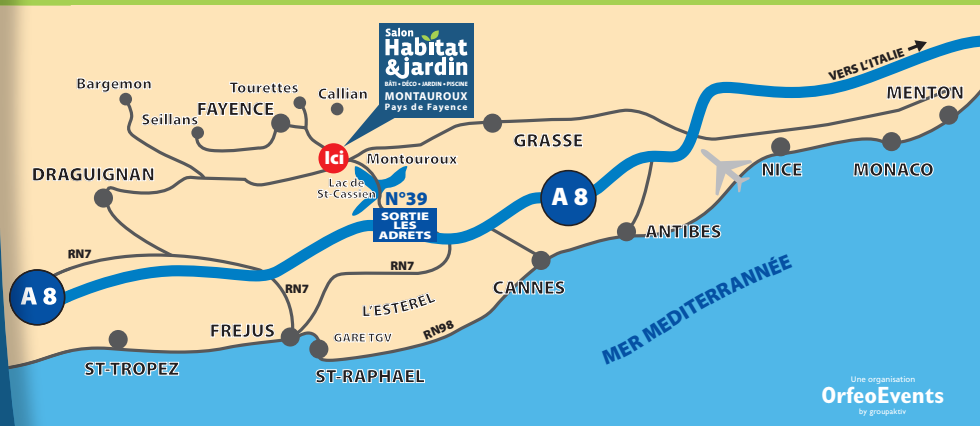 Salon
Habitat
&jardin
BÂTI • DÉCO • JARDIN • PISCINE
MONTAUROUX
Pays de Fayence
VERS L'ITALIE
Bargemon
Tourettes
Callian
MENTON
FAYENCE
Seillans
GRASSE
Ici
Montouroux
NICE
MONACO
DRAGUIGNAN
Lac de
St-Cassien
N°39
A 8
SORTIE
LES
ADRETS
ANTIBES
RN7
RN7
MER MEDITERRANNÉE
A 8
RN7
CANNES
L'ESTEREL
FREJUS
GARE TGV
RN98
ST-TROPEZ
ST-RAPHAEL
Une organisation
OrfeoEvents
by groupaktiv